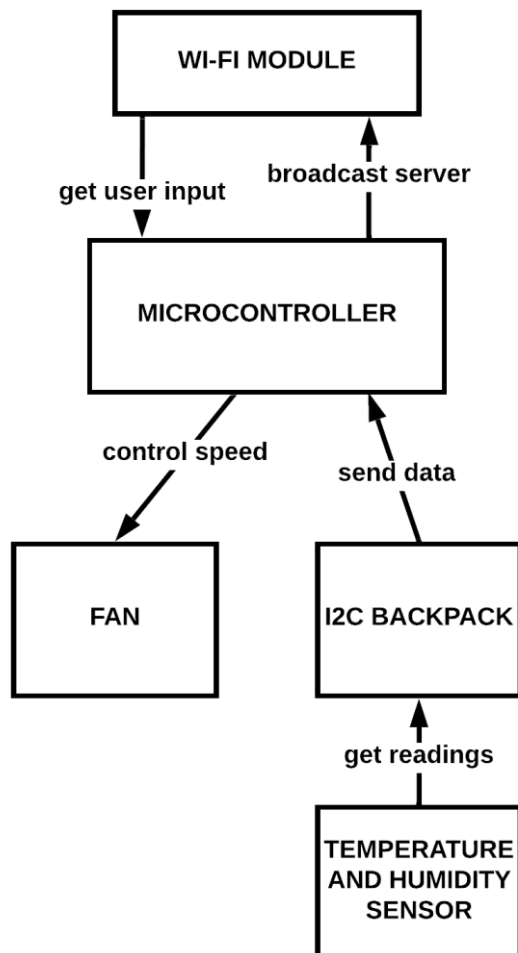 WI-FI MODULE
get user input
broadcast server
MICROCONTROLLER
control speed
send data
FAN
I2C BACKPACK
get readings
TEMPERATURE
AND HUMIDITY
SENSOR